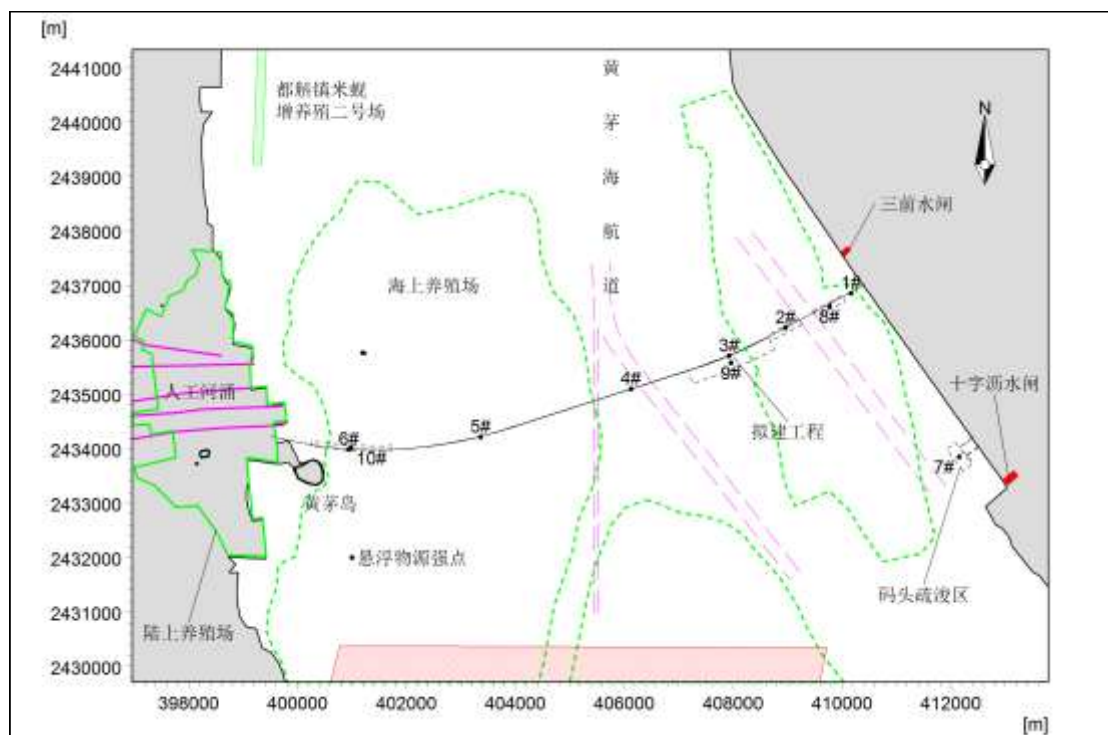 [m]
2441000
2440000
2439000
2438000
2437000
2436000
2435000
2434000
2433000
2432000
2431000
2430000
都斛镇米蚬
增养殖二号场
黄
茅
海
航
道
N
三前水闸
海上养殖场
1#
2#
8#
3#
9#
4#
人工河涌
十字沥水闸
5#
拟建工程
6#
10#
7#
黄茅岛
悬浮物源强点
码头疏浚区
陆上养殖场
398000
400000
402000
404000
406000
408000
410000
412000
[m]